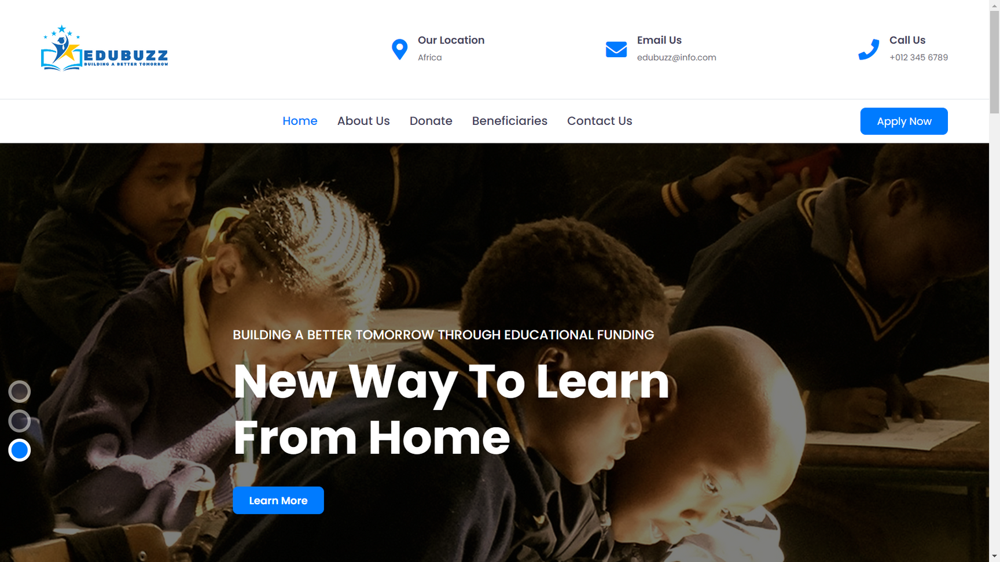 EDUBUZZ
BUILDING A BETTER TOMORROW
Our Location
Africa
Email Us
edubuzz@info.com
Call Us
+012 345 6789
Home
About Us
Donate
Beneficiaries
Contact Us
Apply Now
BUILDING A BETTER TOMORROW THROUGH EDUCATIONAL FUNDING
New Way To Learn
From Home
Learn More